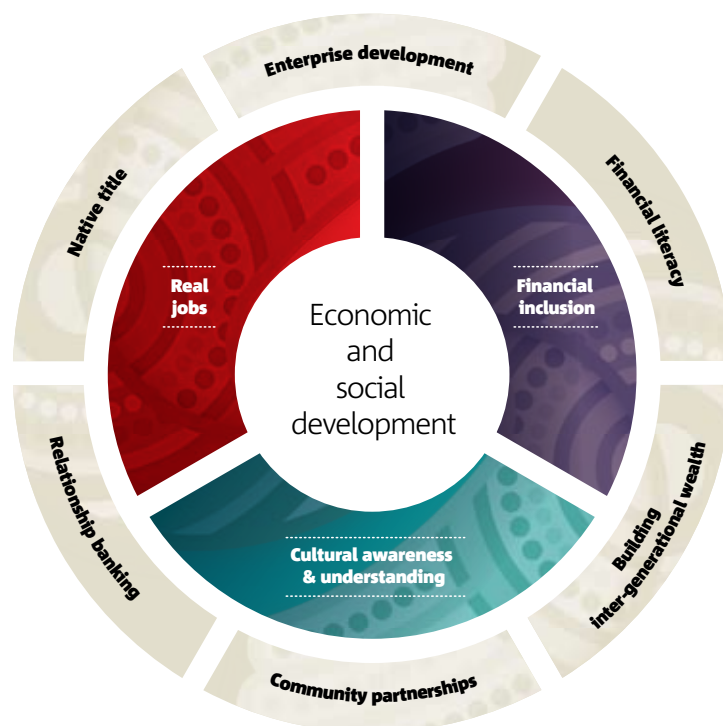 Enterprise development
Native title
Financial literacy
Real
jobs
Financial
inclusion
Economic
and
social
development
Relationship banking
Building
inter-generational wealth
Cultural awareness
& understanding
Community partnerships